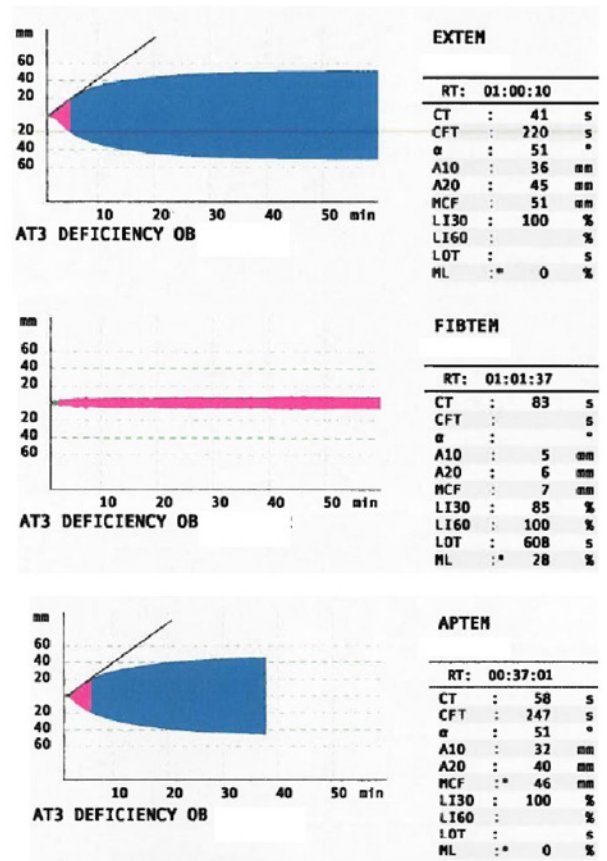 mm
60
40
20
20
40
60
10 20 30 40 50 min
AT3 DEFICIENCY OB
EXTEM
RT: 01:00:10
CT : 41 s
CFT : 220 s
α : 51 °
A10 : 36 mm
A20 : 45 mm
MCF : 51 mm
LI30 : 100 %
LI60 : %
LOT : s
ML :* 0 %
mm
60
40
20
20
40
60
10 20 30 40 50 min
AT3 DEFICIENCY OB
FIBTEM
RT: 01:01:37
CT : 83 s
CFT : s
α : °
A10 : 5 mm
A20 : 6 mm
MCF : 7 mm
LI30 : 85 %
LI60 : 100 %
LOT : 608 s
ML :* 28 %
mm
60
40
20
20
40
60
10 20 30 40 50 min
AT3 DEFICIENCY OB
APTEM
RT: 00:37:01
CT : 58 s
CFT : 247 s
α : 51 °
A10 : 32 mm
A20 : 40 mm
MCF :* 46 mm
LI30 : 100 %
LI60 : %
LOT : s
ML :* 0 %